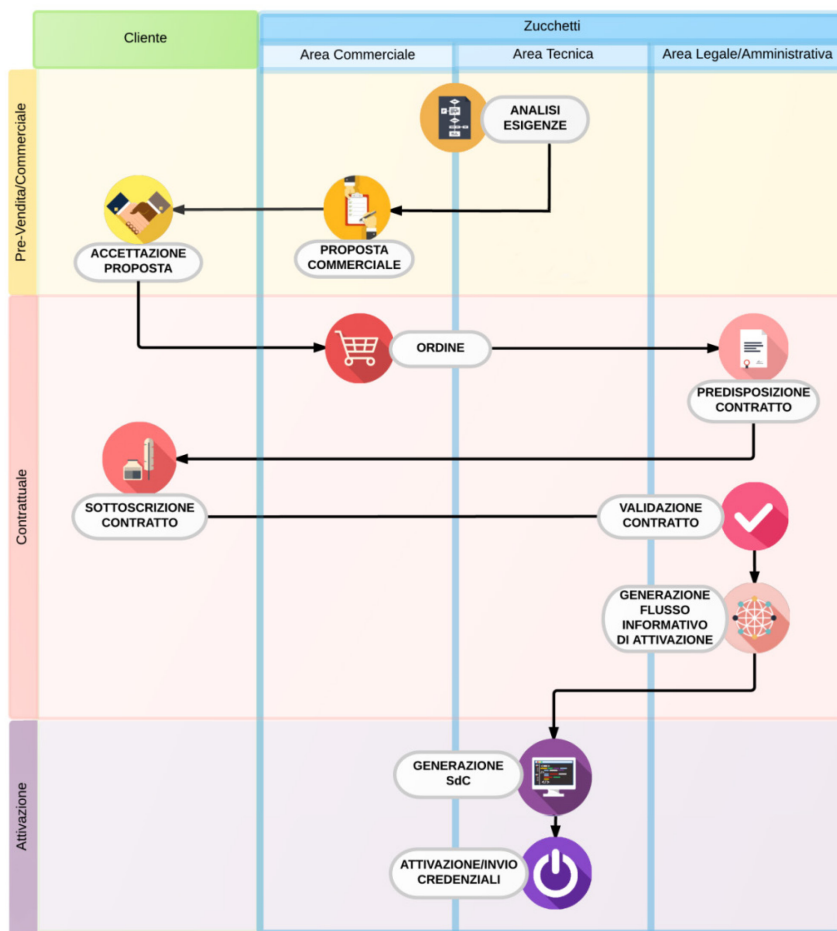 Cliente
Zucchetti
Area Commerciale
Area Tecnica
Area Legale/Amministrativa
Pre-Vendita/Commerciale
ANALISI
ESIGENZE
ACCETTAZIONE
PROPOSTA
PROPOSTA
COMMERCIALE
Contrattuale
ORDINE
PREDISPOSIZIONE
CONTRATTO
SOTTOSCRIZIONE
CONTRATTO
VALIDAZIONE
CONTRATTO
GENERAZIONE
FLUSSO
INFORMATIVO
DI ATTIVAZIONE
Attivazione
GENERAZIONE
SdC
ATTIVAZIONE/INVIO
CREDENZIALI